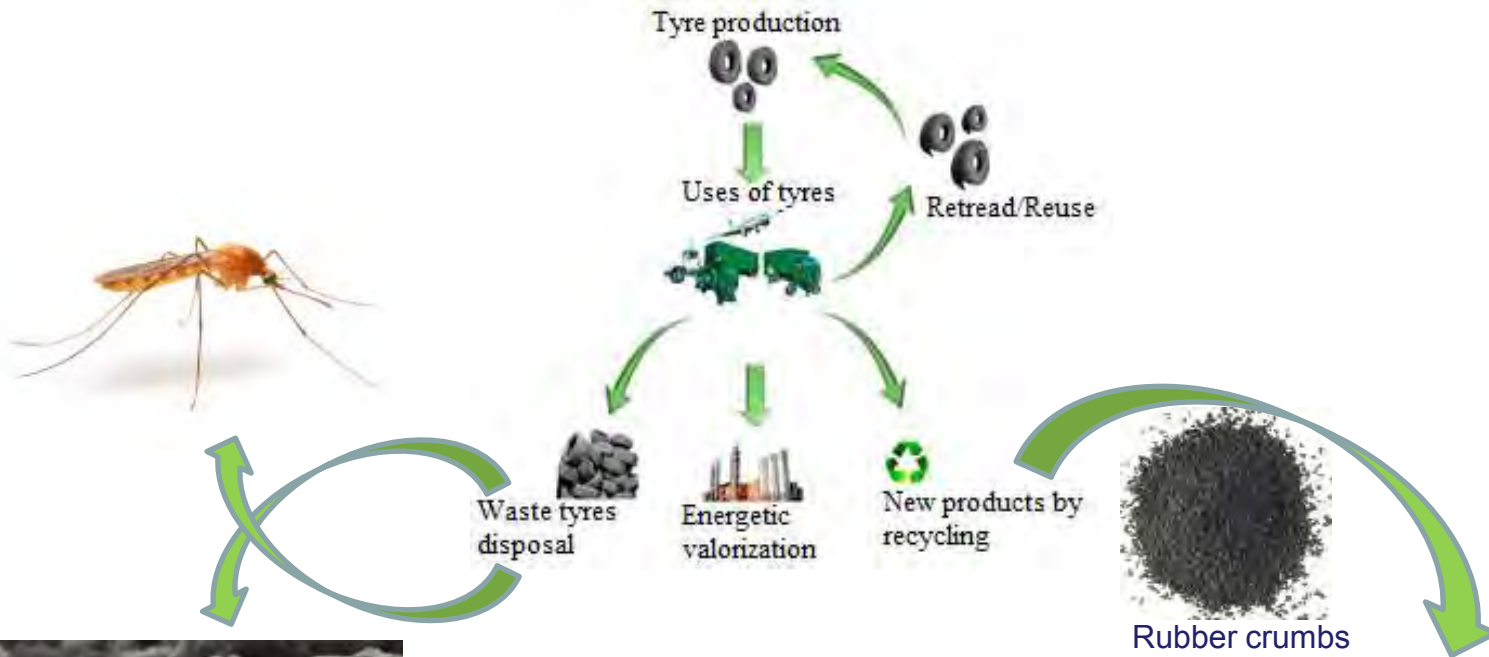 Tyre production
Uses of tyres
Retread/Reuse
Waste tyres
disposal
Energetic
valorization
New products by
recycling
Rubber crumbs